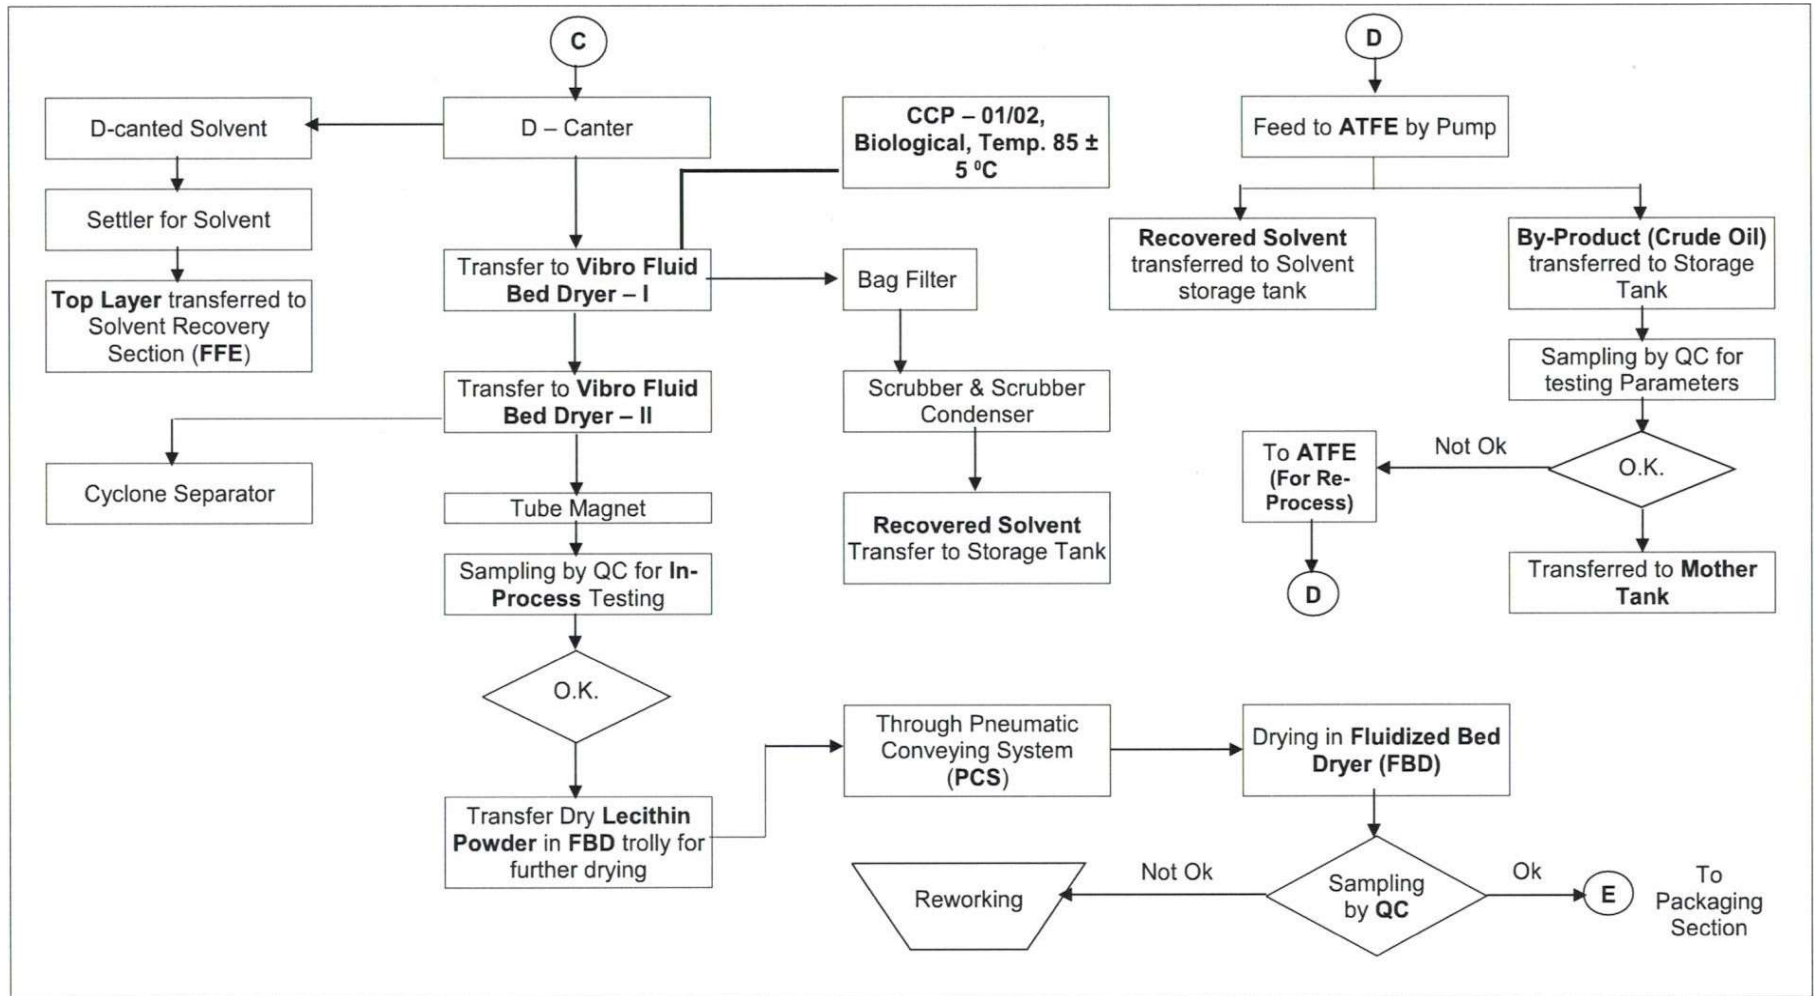 C
D – Canter
D-canted Solvent
Settler for Solvent
Top Layer transferred to
Solvent Recovery
Section (FFE)
CCP – 01/02,
Biological, Temp. 85 ±
5 ⁰C
Transfer to Vibro Fluid
Bed Dryer – I
Bag Filter
Scrubber & Scrubber
Condenser
Recovered Solvent
Transfer to Storage Tank
Transfer to Vibro Fluid
Bed Dryer – II
Cyclone Separator
Tube Magnet
Sampling by QC for In-
Process Testing
O.K.
Transfer Dry Lecithin
Powder in FBD trolly for
further drying
Through Pneumatic
Conveying System
(PCS)
Drying in Fluidized Bed
Dryer (FBD)
Sampling
by QC
Not Ok
Reworking
Ok
E
To
Packaging
Section
D
Feed to ATFE by Pump
Recovered Solvent
transferred to Solvent
storage tank
By-Product (Crude Oil)
transferred to Storage
Tank
Sampling by QC for
testing Parameters
O.K.
Not Ok
To ATFE
(For Re-
Process)
D
Transferred to Mother
Tank